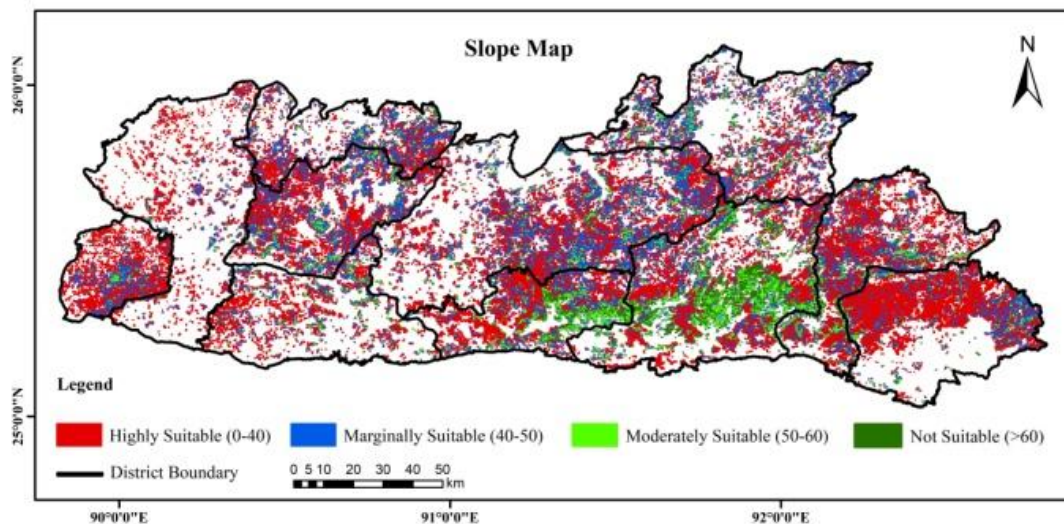 Slope Map
N
26°0'0"N
25°0'0"N
Legend
Highly Suitable (0-40) Marginally Suitable (40-50) Moderately Suitable (50-60) Not Suitable (>60)
District Boundary
0 5 10 20 30 40 50
km
90°0'0"E 91°0'0"E 92°0'0"E